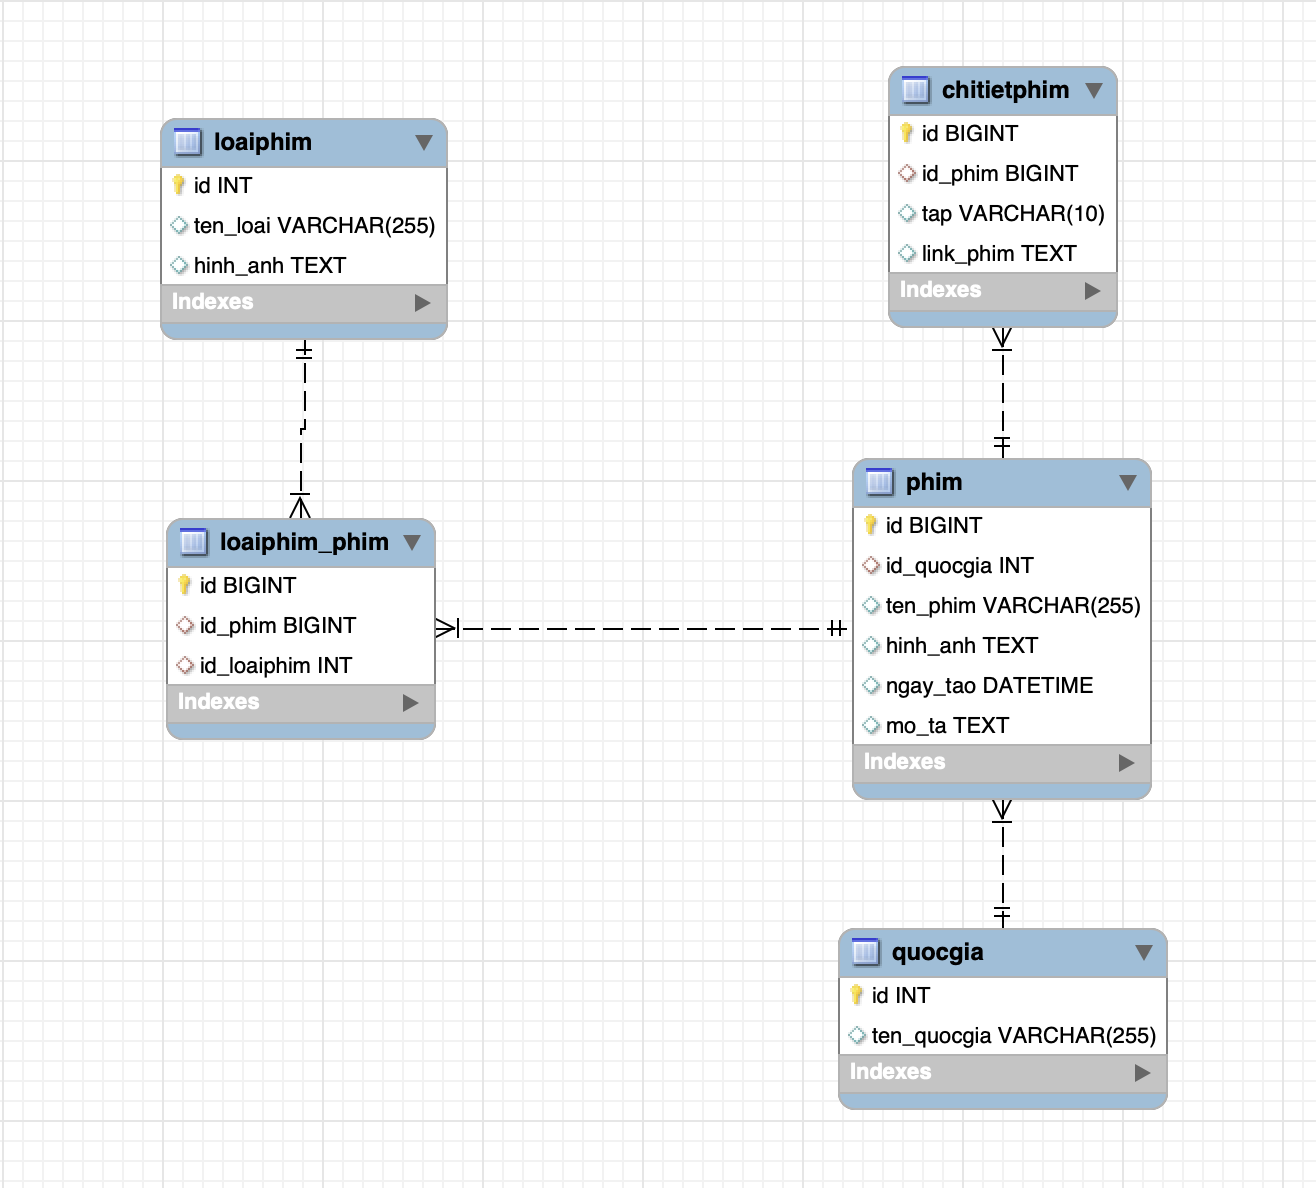 loaiphim
id INT
ten_loai VARCHAR(255)
hinh_anh TEXT
Indexes
chitietphim
id BIGINT
id_phim BIGINT
tap VARCHAR(10)
link_phim TEXT
Indexes
loaiphim_phim
id BIGINT
id_phim BIGINT
id_loaiphim INT
Indexes
phim
id BIGINT
id_quocgia INT
ten_phim VARCHAR(255)
hinh_anh TEXT
ngay_tao DATETIME
mo_ta TEXT
Indexes
quocgia
id INT
ten_quocgia VARCHAR(255)
Indexes